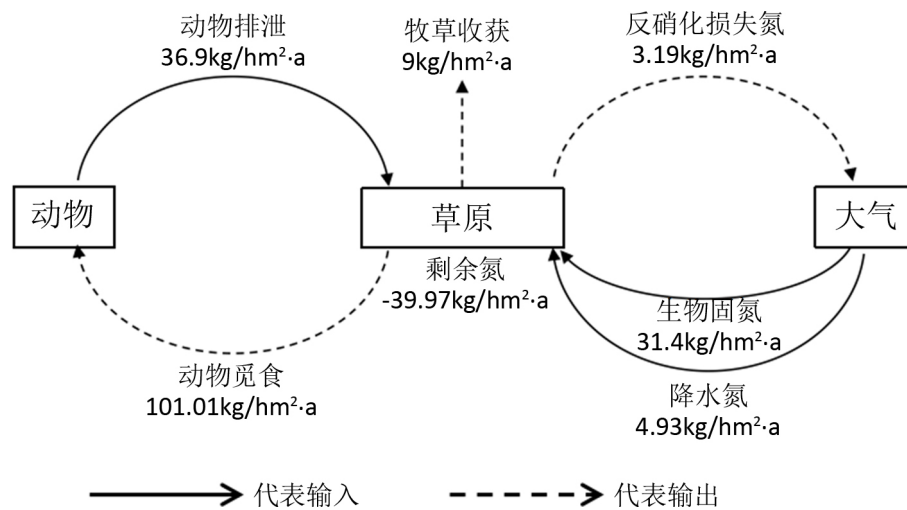 动物排泄
36.9kg/hm²·a
牧草收获
9kg/hm²·a
反硝化损失氮
3.19kg/hm²·a
动物
草原
大气
剩余氮
-39.97kg/hm²·a
生物固氮
31.4kg/hm²·a
动物觅食
101.01kg/hm²·a
降水氮
4.93kg/hm²·a
代表输入
代表输出